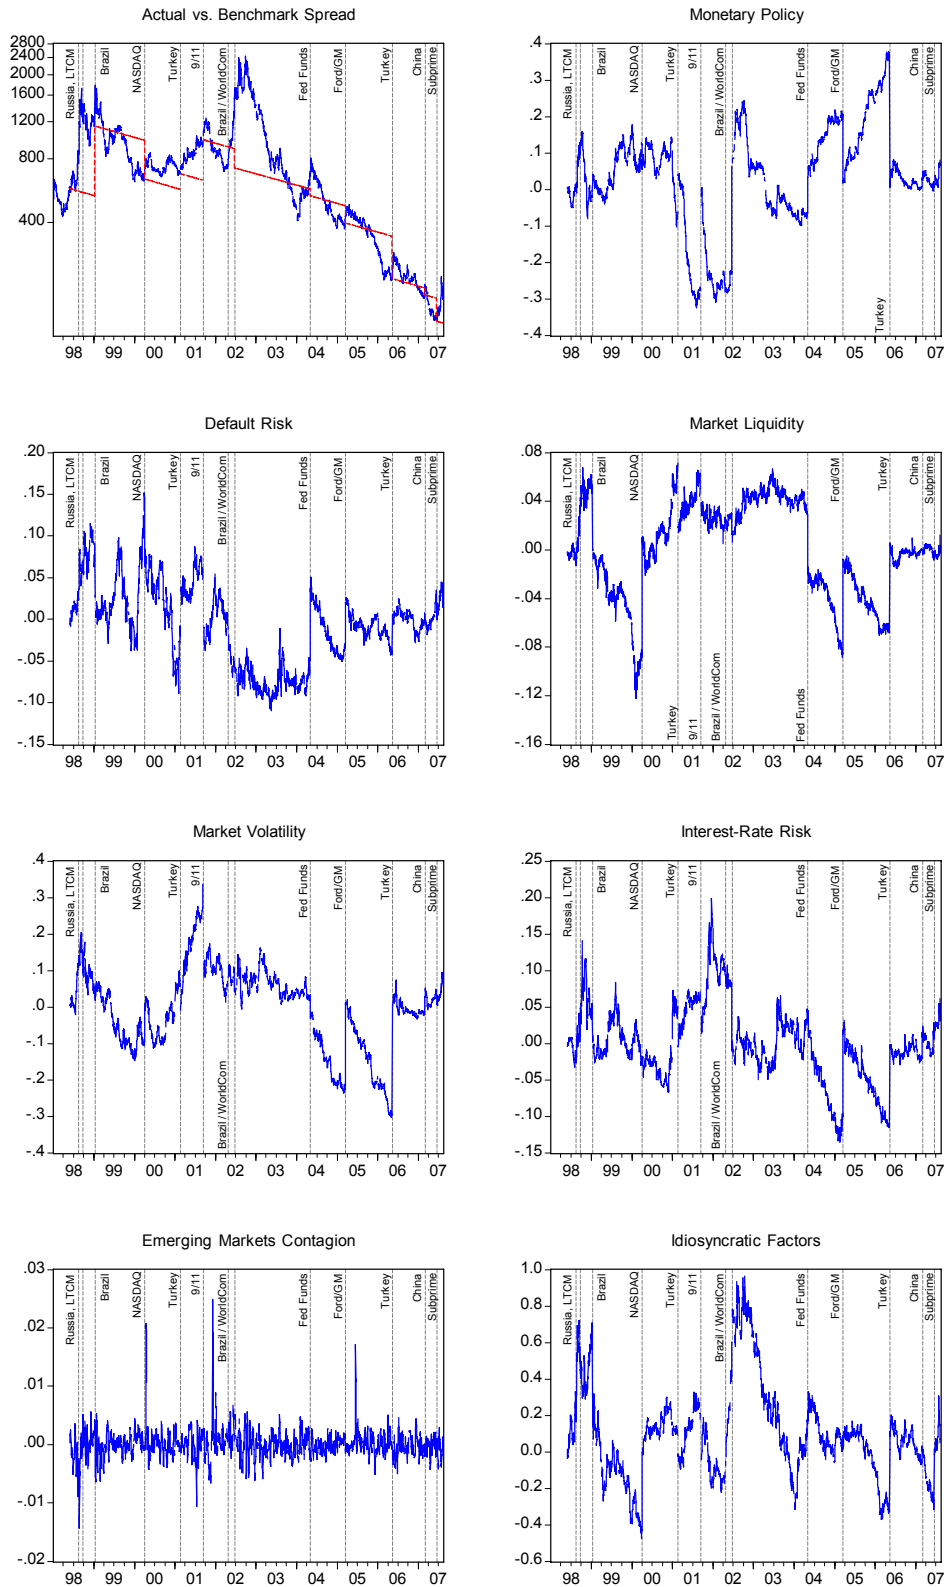 Actual vs. Benchmark Spread
2800
2400
2000
1600
1200
800
400
Russia, LTCM
Brazil
NASDAQ
Turkey
9/11
Brazil / WorldCom
Fed Funds
Ford/GM
Turkey
China
Subprime
98 99 00 01 02 03 04 05 06 07
Monetary Policy
.4
.3
.2
.1
.0
-.1
-.2
-.3
-.4
Russia, LTCM
Brazil
NASDAQ
Turkey
9/11
Brazil / WorldCom
Fed Funds
Ford/GM
Turkey
China
Subprime
98 99 00 01 02 03 04 05 06 07
Default Risk
.20
.15
.10
.05
.00
-.05
-.10
-.15
Russia, LTCM
Brazil
NASDAQ
Turkey
9/11
Brazil / WorldCom
Fed Funds
Ford/GM
Turkey
China
Subprime
98 99 00 01 02 03 04 05 06 07
Market Liquidity
.08
.04
.00
-.04
-.08
-.12
-.16
Russia, LTCM
Brazil
NASDAQ
Turkey
9/11
Brazil / WorldCom
Fed Funds
Ford/GM
Turkey
China
Subprime
98 99 00 01 02 03 04 05 06 07
Market Volatility
.4
.3
.2
.1
.0
-.1
-.2
-.3
-.4
Russia, LTCM
Brazil
NASDAQ
Turkey
9/11
Brazil / WorldCom
Fed Funds
Ford/GM
Turkey
China
Subprime
98 99 00 01 02 03 04 05 06 07
Interest-Rate Risk
.25
.20
.15
.10
.05
.00
-.05
-.10
-.15
Russia, LTCM
Brazil
NASDAQ
Turkey
9/11
Brazil / WorldCom
Fed Funds
Ford/GM
Turkey
China
Subprime
98 99 00 01 02 03 04 05 06 07
Emerging Markets Contagion
.03
.02
.01
.00
-.01
-.02
Russia, LTCM
Brazil
NASDAQ
Turkey
9/11
Brazil / WorldCom
Fed Funds
Ford/GM
Turkey
China
Subprime
98 99 00 01 02 03 04 05 06 07
Idiosyncratic Factors
1.0
0.8
0.6
0.4
0.2
0.0
-0.2
-0.4
-0.6
Russia, LTCM
Brazil
NASDAQ
Turkey
9/11
Brazil / WorldCom
Fed Funds
Ford/GM
Turkey
China
Subprime
98 99 00 01 02 03 04 05 06 07